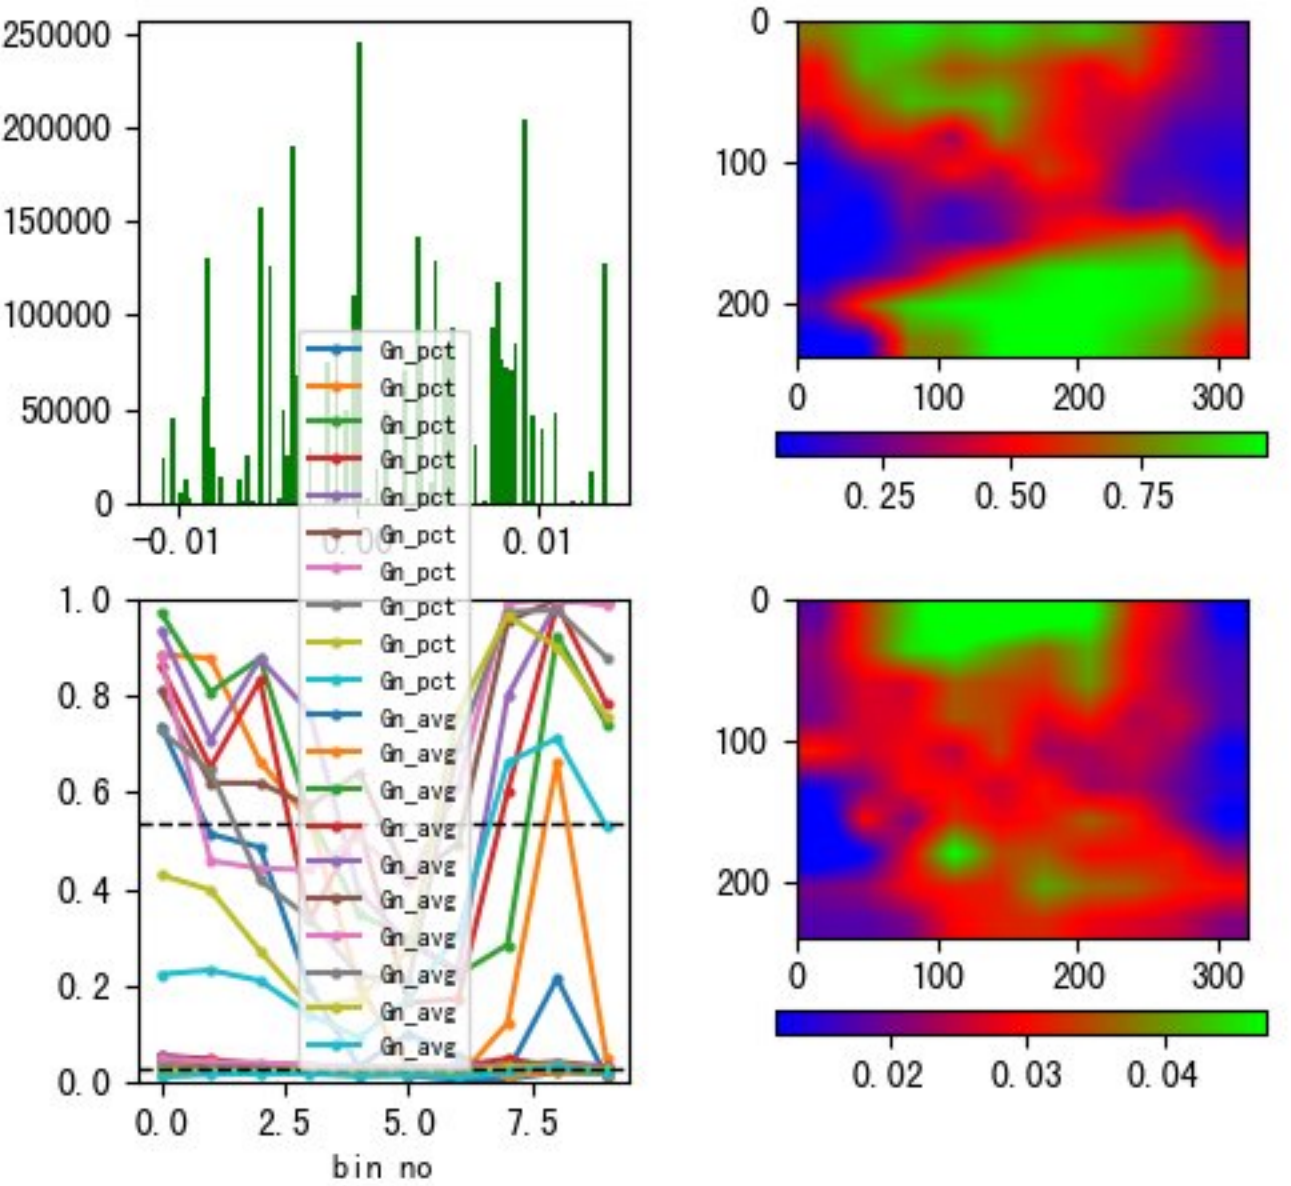 250000
200000
150000
100000
50000
0
-0.01
0.00
0.01
0
100
200
0
100
200
300
0.25
0.50
0.75
Gn_pct
Gn_pct
Gn_pct
Gn_pct
Gn_pct
Gn_pct
Gn_pct
Gn_pct
Gn_pct
Gn_pct
Gn_avg
Gn_avg
Gn_avg
Gn_avg
Gn_avg
Gn_avg
Gn_avg
Gn_avg
Gn_avg
Gn_avg
1.0
0.8
0.6
0.4
0.2
0.0
0.0
2.5
5.0
7.5
bin no
0
100
200
0
100
200
300
0.02
0.03
0.04